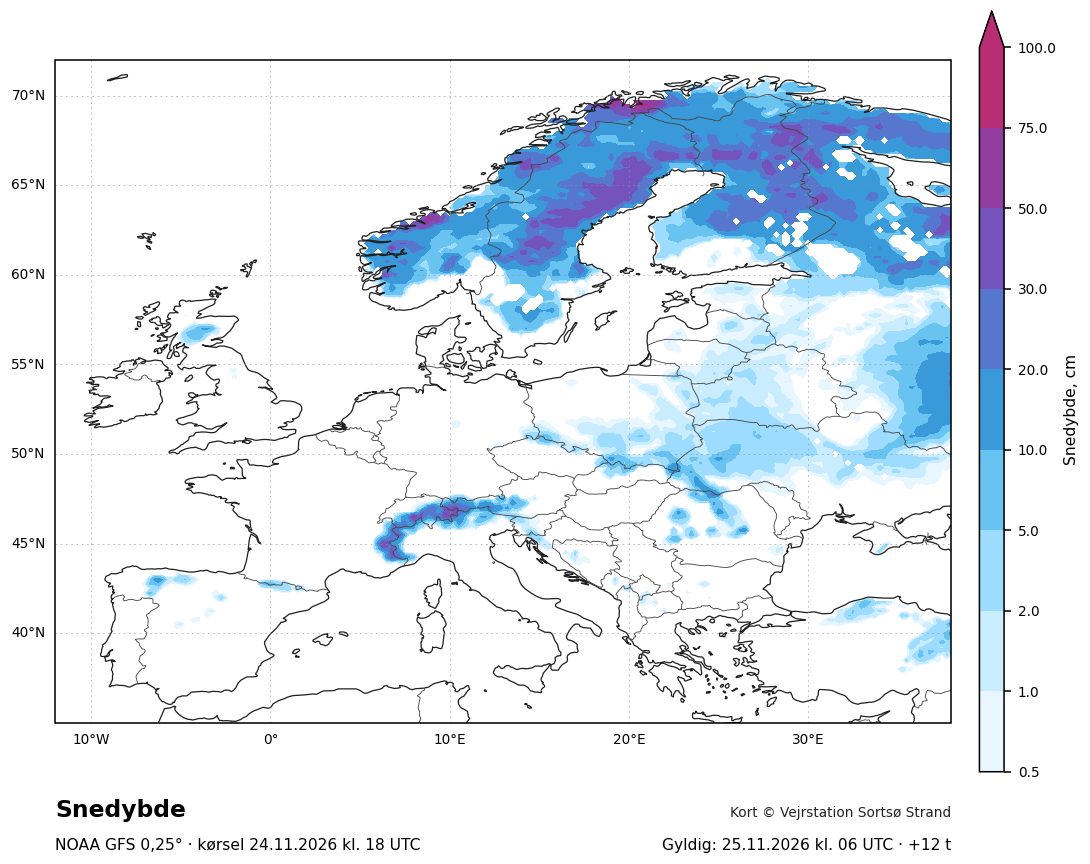 70°N
65°N
60°N
55°N
50°N
45°N
40°N
10°W
0°
10°E
20°E
30°E
100.0
75.0
50.0
30.0
20.0
10.0
5.0
2.0
1.0
0.5
Snedybde, cm
Snedybde
Kort © Vejrstation Sortsø Strand
NOAA GFS 0,25° · kørsel 24.11.2026 kl. 18 UTC
Gyldig: 25.11.2026 kl. 06 UTC · +12 t